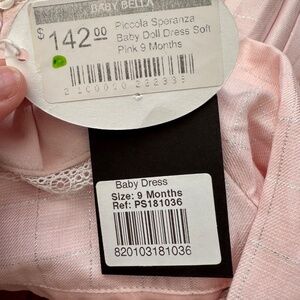 BABY BELLA
$142.00
Piccola Speranza
Baby Doll Dress Soft
Pink 9 Months
Baby Dress
Size: 9 Months
Ref: PS181036
820103181036